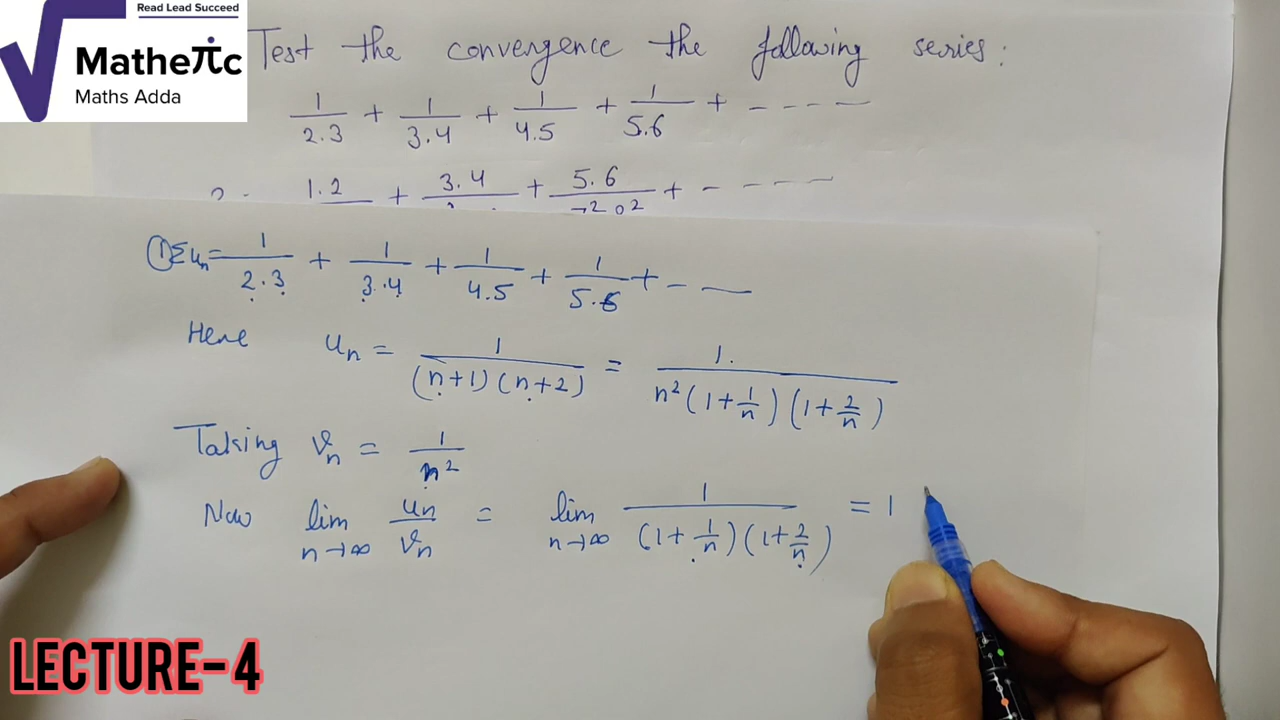 Read Lead Succeed
Matheπc
Maths Adda
Test the convergence the following series:
1/2.3 + 1/3.4 + 1/4.5 + 1/5.6 + ----
1.2 + 3.4 + 5.6 + ----
① Σuₙ = 1/2.3 + 1/3.4 + 1/4.5 + 1/5.6 + – —
Here uₙ = 1/(n+1)(n+2) = 1/n²(1+1/n)(1+2/n)
Taking vₙ = 1/n²
Now lim n→∞ uₙ/vₙ = lim n→∞ 1/(1+1/n)(1+2/n) = 1
LECTURE-4